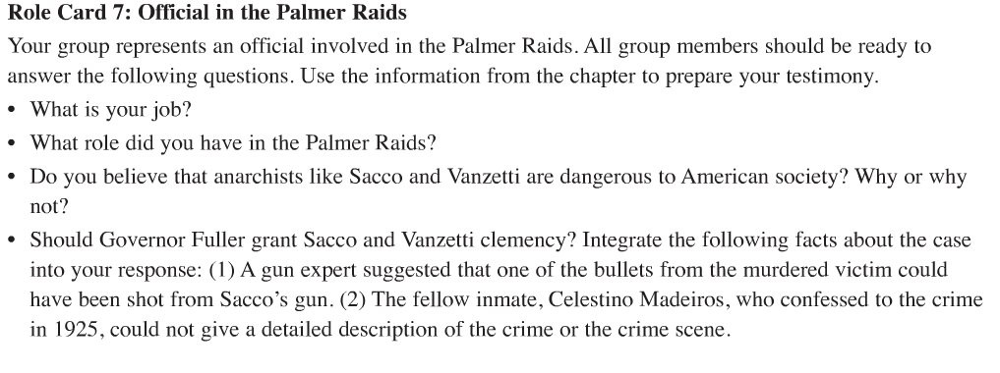 Role Card 7: Official in the Palmer Raids
Your group represents an official involved in the Palmer Raids. All group members should be ready to
answer the following questions. Use the information from the chapter to prepare your testimony.
• What is your job?
• What role did you have in the Palmer Raids?
• Do you believe that anarchists like Sacco and Vanzetti are dangerous to American society? Why or why
not?
• Should Governor Fuller grant Sacco and Vanzetti clemency? Integrate the following facts about the case
into your response: (1) A gun expert suggested that one of the bullets from the murdered victim could
have been shot from Sacco's gun. (2) The fellow inmate, Celestino Madeiros, who confessed to the crime
in 1925, could not give a detailed description of the crime or the crime scene.